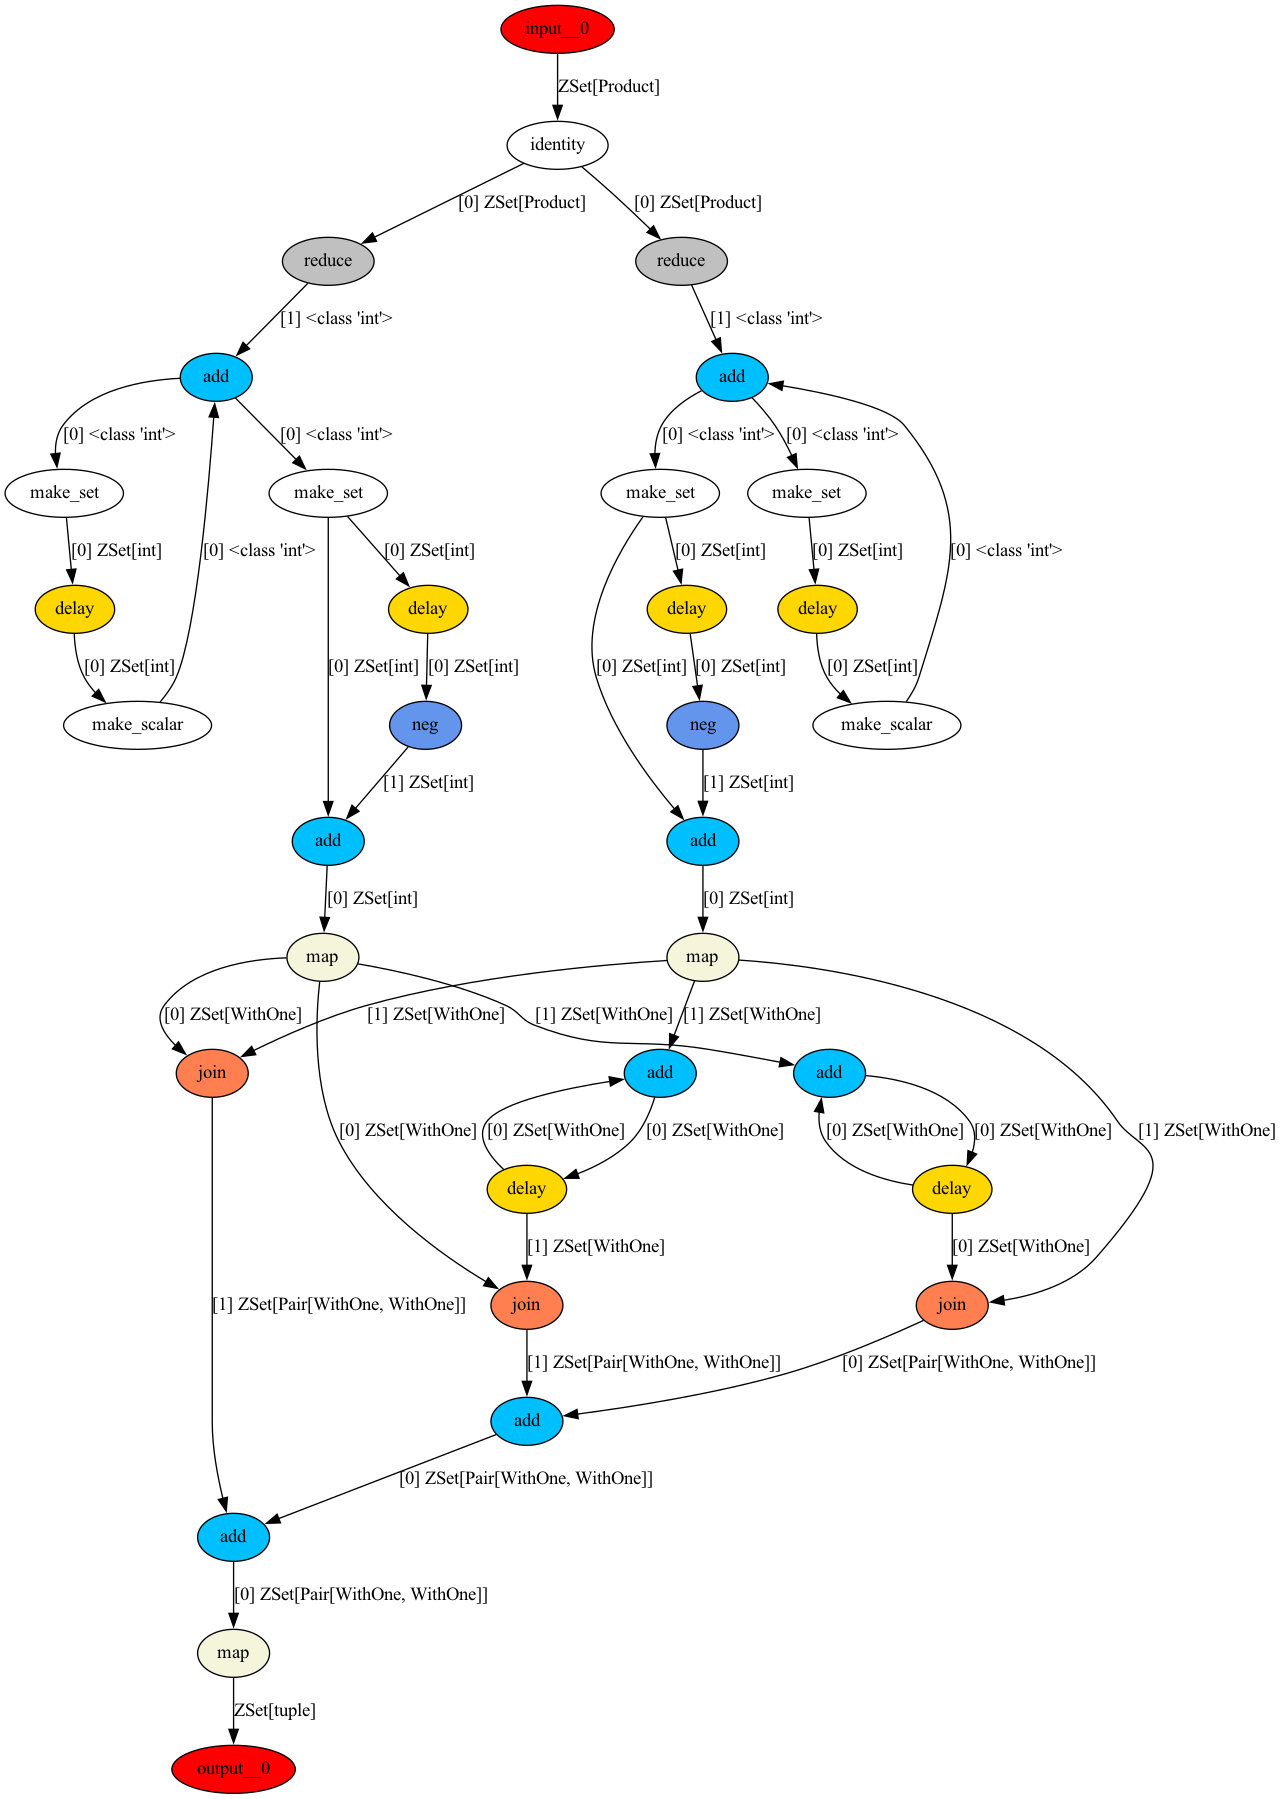 input__0
ZSet[Product]
identity
[0] ZSet[Product]
[0] ZSet[Product]
reduce
reduce
[1] <class 'int'>
[1] <class 'int'>
add
add
[0] <class 'int'>
[0] <class 'int'>
[0] <class 'int'>
[0] <class 'int'>
make_set
make_set
make_set
make_set
[0] ZSet[int]
[0] <class 'int'>
[0] ZSet[int]
[0] ZSet[int]
[0] ZSet[int]
[0] <class 'int'>
delay
delay
delay
delay
[0] ZSet[int]
[0] ZSet[int]
[0] ZSet[int]
[0] ZSet[int]
[0] ZSet[int]
[0] ZSet[int]
make_scalar
neg
neg
make_scalar
[1] ZSet[int]
[1] ZSet[int]
add
add
[0] ZSet[int]
[0] ZSet[int]
map
map
[0] ZSet[WithOne]
[1] ZSet[WithOne]
[1] ZSet[WithOne]
[1] ZSet[WithOne]
join
add
add
[0] ZSet[WithOne]
[0] ZSet[WithOne]
[0] ZSet[WithOne]
[0] ZSet[WithOne]
[0] ZSet[WithOne]
[1] ZSet[WithOne]
delay
delay
[1] ZSet[WithOne]
[0] ZSet[WithOne]
[1] ZSet[Pair[WithOne, WithOne]]
join
join
[1] ZSet[Pair[WithOne, WithOne]]
[0] ZSet[Pair[WithOne, WithOne]]
add
[0] ZSet[Pair[WithOne, WithOne]]
add
[0] ZSet[Pair[WithOne, WithOne]]
map
ZSet[tuple]
output__0